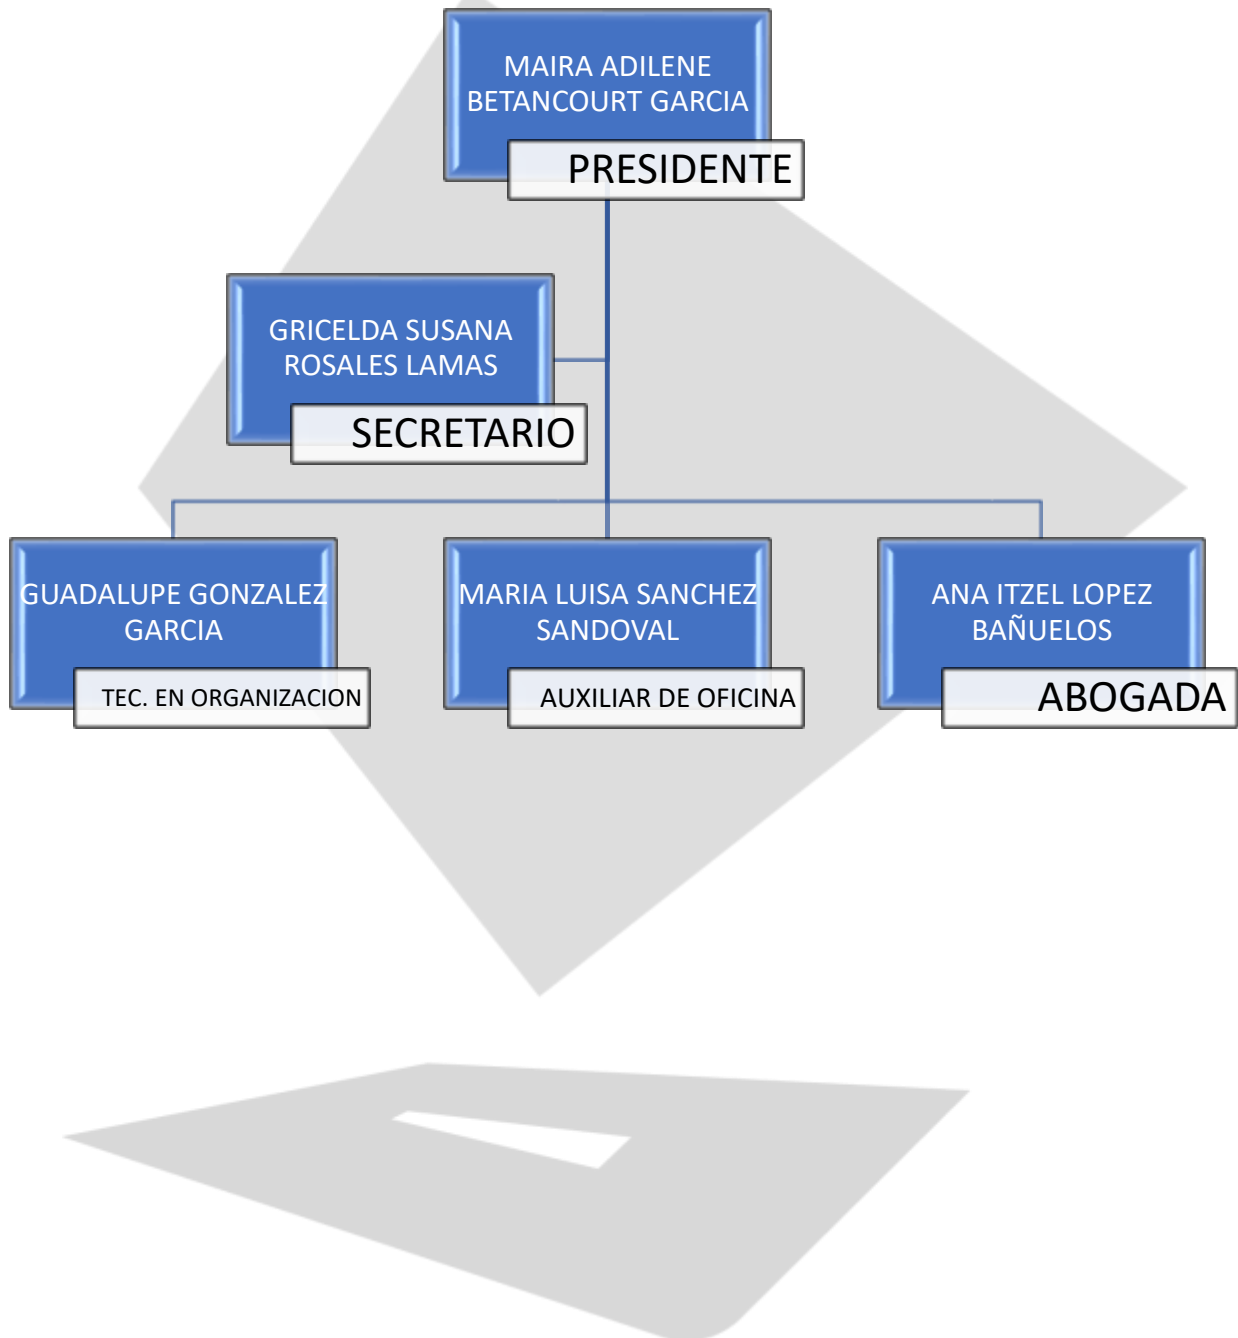 MAIRA ADILENE
BETANCOURT GARCIA
PRESIDENTE
GRICELDA SUSANA
ROSALES LAMAS
SECRETARIO
GUADALUPE GONZALEZ
GARCIA
TEC. EN ORGANIZACION
MARIA LUISA SANCHEZ
SANDOVAL
AUXILIAR DE OFICINA
ANA ITZEL LOPEZ
BAÑUELOS
ABOGADA